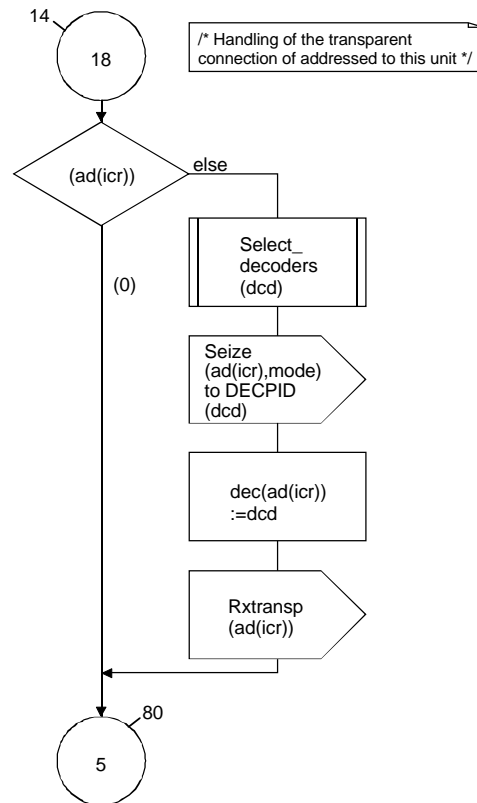 14
18
/* Handling of the transparent
connection of addressed to this unit */
(ad(icr))
else
(0)
Select_
decoders
(dcd)
Seize
(ad(icr),mode)
to DECPID
(dcd)
dec(ad(icr))
:=dcd
Rxtransp
(ad(icr))
80
5